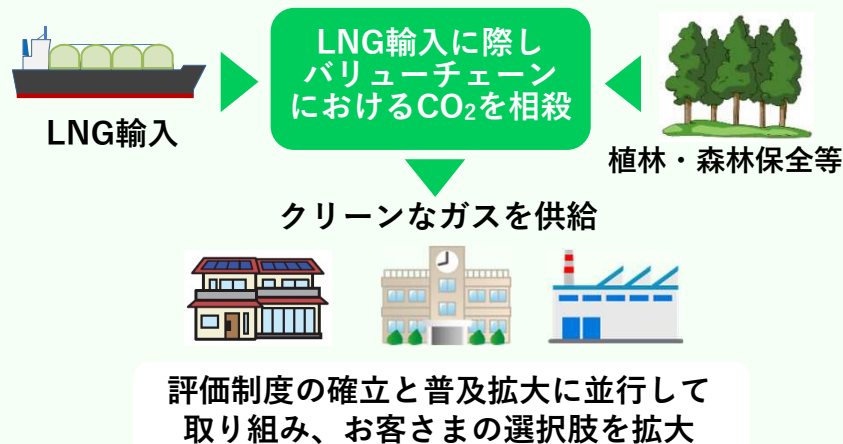 LNG輸入に際し
バリューチェーン
におけるCO₂を相殺
LNG輸入
植林・森林保全等
クリーンなガスを供給
評価制度の確立と普及拡大に並行して
取り組み、お客さまの選択肢を拡大